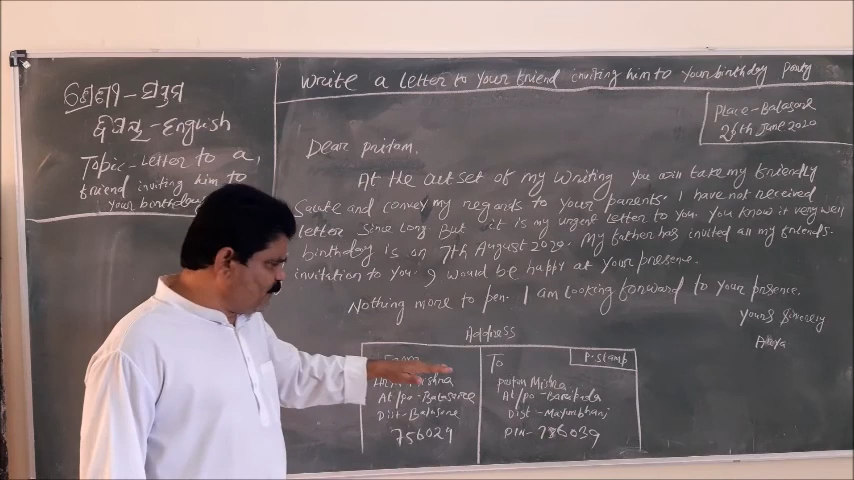 ଶ୍ରେଣୀ - ସପ୍ତମ
ବିଷୟ - English
Topic - Letter to a,
friend inviting him to
your birthday
Write a Letter to your friend inviting him to your birthday Party
Place - Balasore
26th June 2020
Dear pritam.
At the outset of my writing you will take my friendly
Salute and convey my regards to your parents. I have not received
letter since long But it is my urgent letter to you. You know it very well
birthday is on 7th August 2020. My father has invited all my friends.
invitation to you. I would be happy at your presene.
Nothing more to pen. I am looking forward to your prsence.
Yours Sincerely
Address
From
At/po - Balasore
Dist - Balasore
756024
To
P. Stamp
Mishra
At/po -
Dist - Mayurbhanj
PIN -